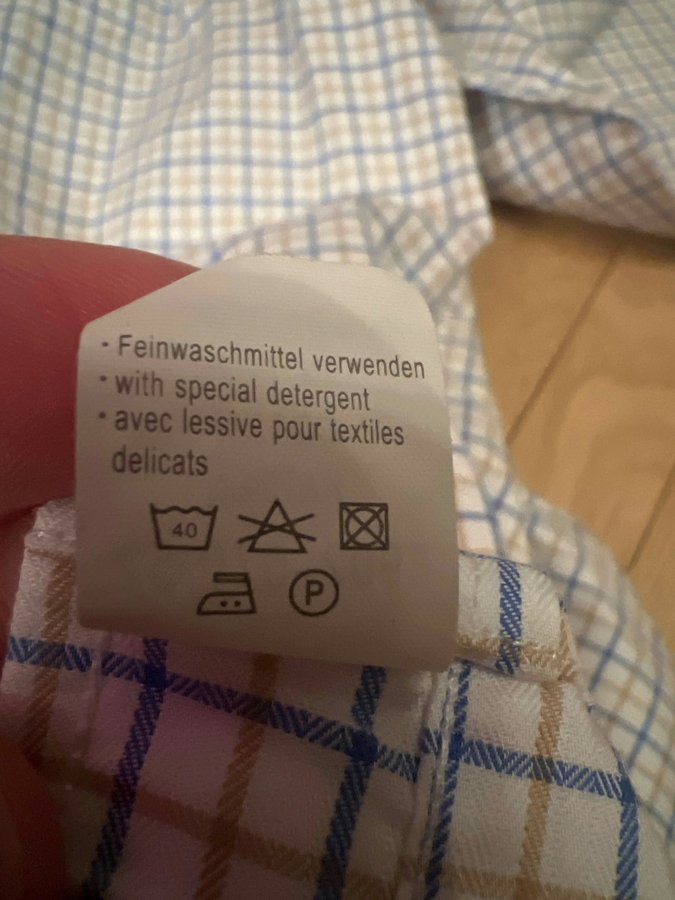 · Feinwaschmittel verwenden
· with special detergent
· avec lessive pour textiles
delicats
40
P